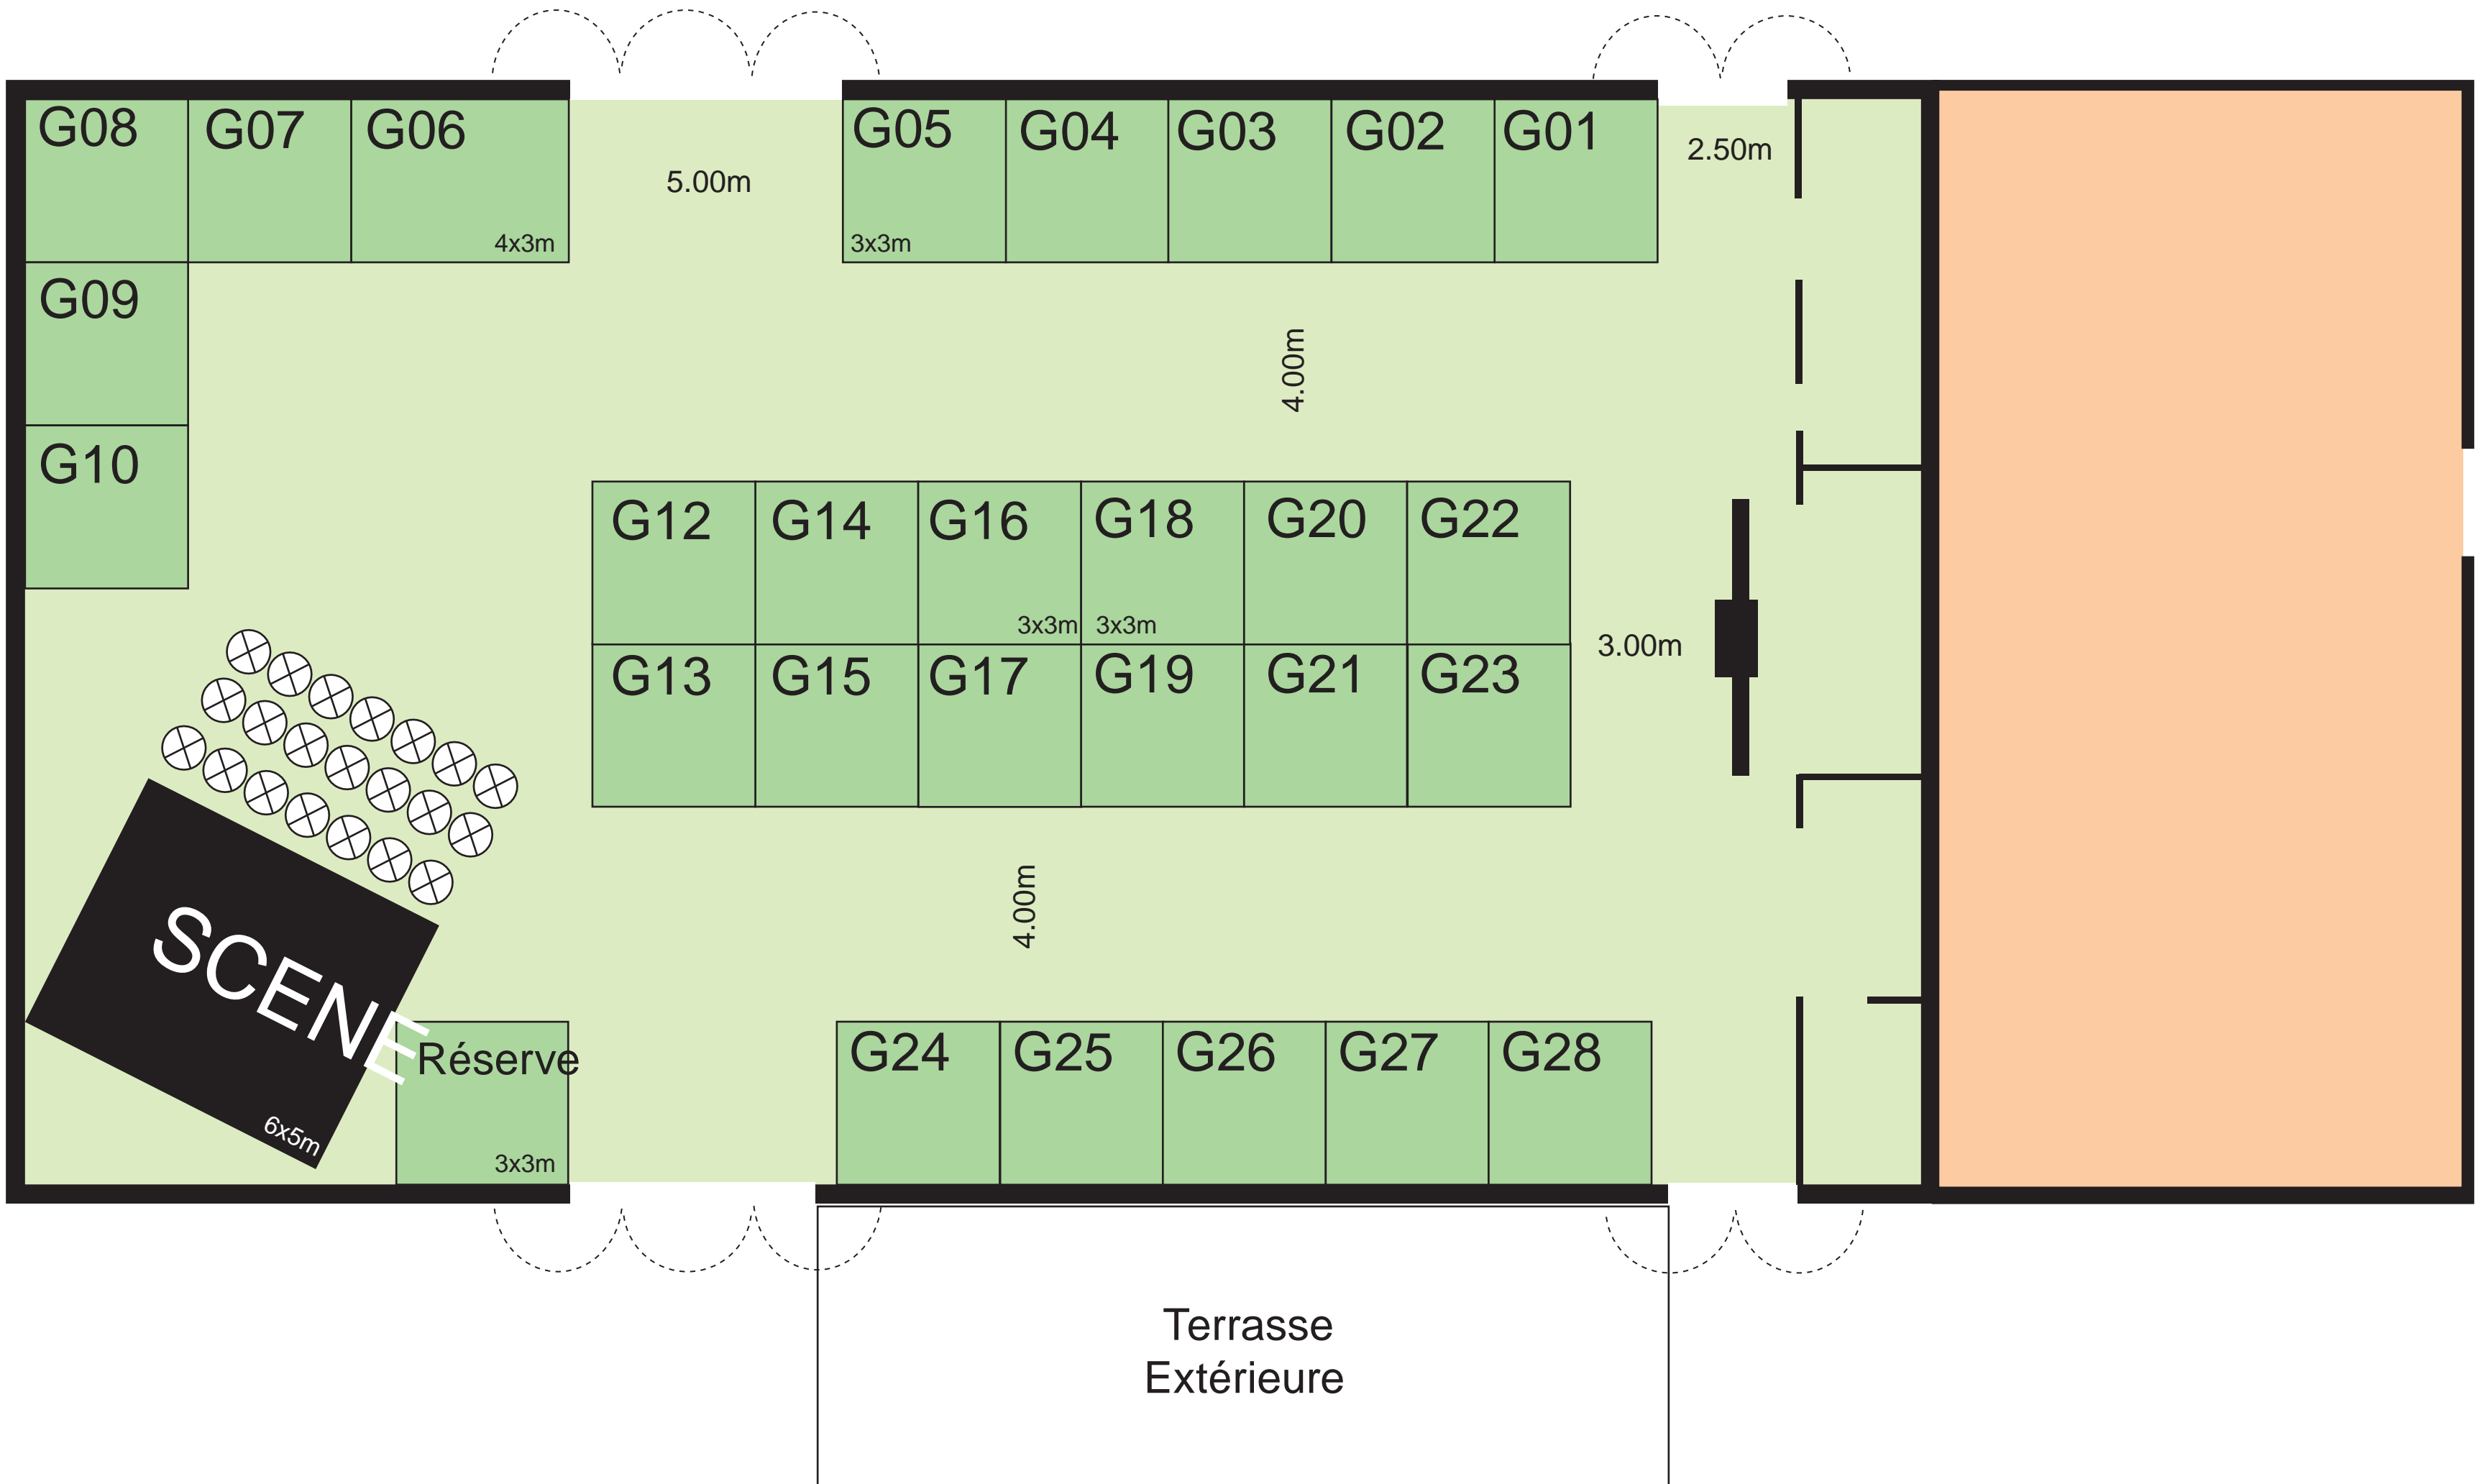 G08
G07
G06
G05
G04
G03
G02
G01
2.50m
5.00m
4x3m
3x3m
G09
4.00m
G10
G12
G14
G16
G18
G20
G22
3x3m
3x3m
3.00m
G13
G15
G17
G19
G21
G23
4.00m
SCENE
6x5m
Réserve
3x3m
G24
G25
G26
G27
G28
Terrasse
Extérieure